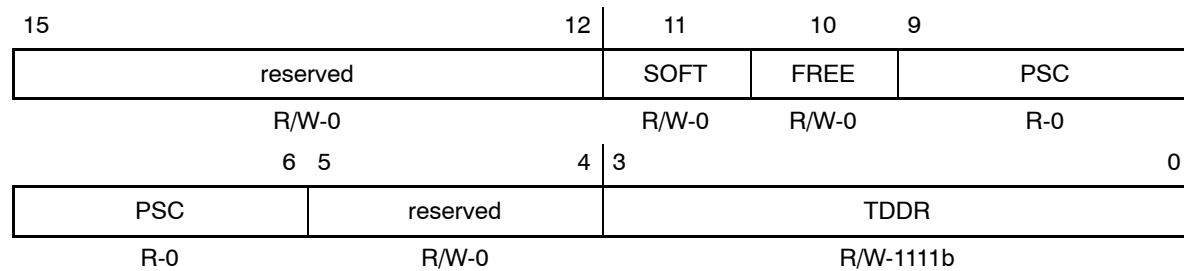 15 12 11 10 9
reserved SOFT FREE PSC
R/W-0 R/W-0 R/W-0 R-0
6 5 4 3 0
PSC reserved TDDR
R-0 R/W-0 R/W-1111b